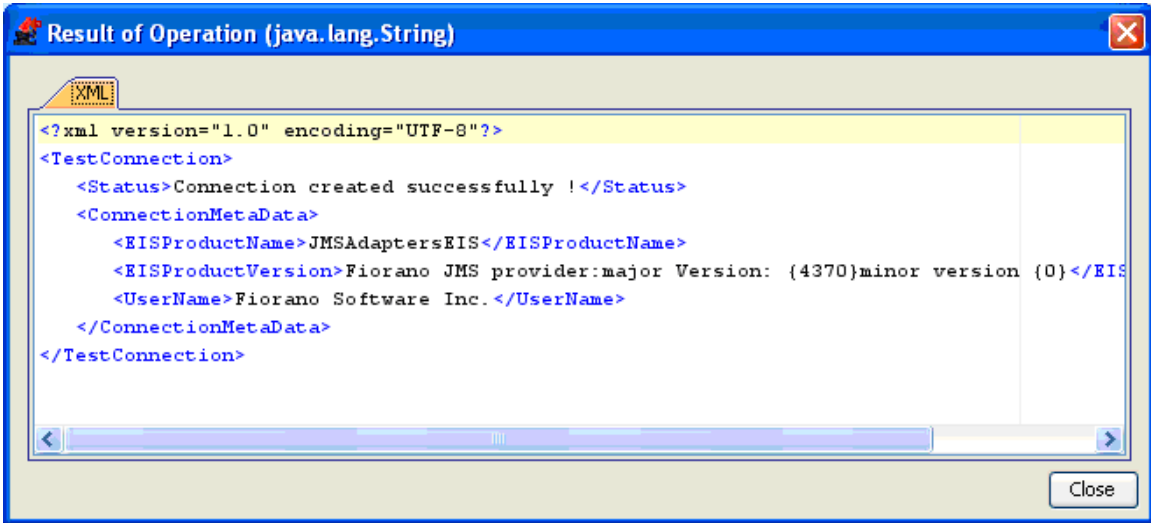 Result of Operation (java.lang.String)
XML
<?xml version="1.0" encoding="UTF-8"?>
<TestConnection>
<Status>Connection created successfully !</Status>
<ConnectionMetaData>
<EISProductName>JMSAdaptersEIS</EISProductName>
<EISProductVersion>Fiorano JMS provider:major Version: {4370}minor version {0}</EIS
<UserName>Fiorano Software Inc.</UserName>
</ConnectionMetaData>
</TestConnection>
Close